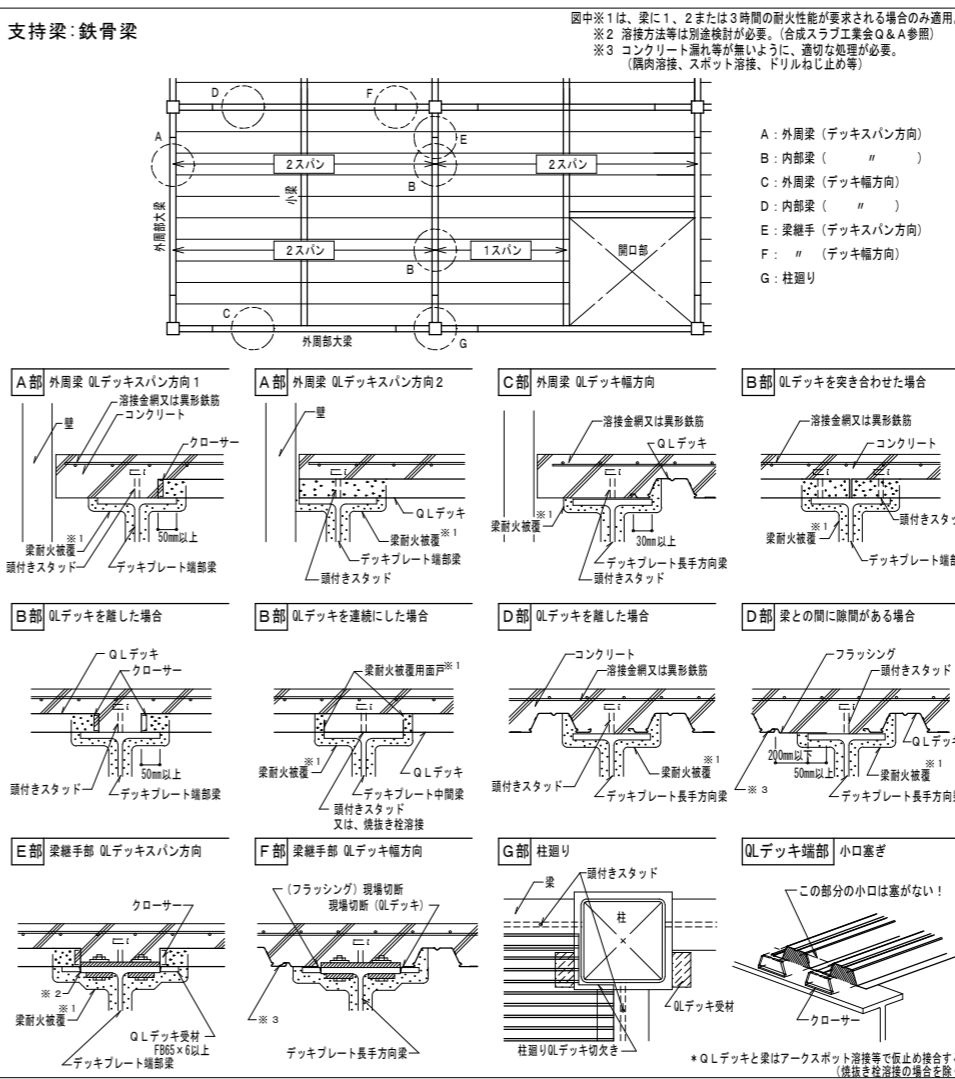 支持梁：鉄骨梁
図中※１は、梁に１、２または３時間の耐火性能が要求される場合のみ適用。
※２ 溶接方法等は別途検討が必要。(合成スラブ工業会Ｑ＆Ａ参照)
※３ コンクリート漏れ等が無いように、適切な処理が必要。
(隅肉溶接、スポット溶接、ドリルねじ止め等)
D
F
A
E
２スパン
２スパン
B
小梁
外周部大梁
２スパン
１スパン
開口部
B
C
G
外周部大梁
A：外周梁（デッキスパン方向）
B：内部梁（　〃　）
C：外周梁（デッキ幅方向）
D：内部梁（　〃　）
E：梁継手（デッキスパン方向）
F：　〃　（デッキ幅方向）
G：柱廻り
A部 外周梁 QLデッキスパン方向１
溶接金網又は異形鉄筋
コンクリート
壁
クローサー
※１
梁耐火被覆
50mm以上
頭付きスタッド
デッキプレート端部梁
A部 外周梁 QLデッキスパン方向２
壁
ＱＬデッキ
※１
梁耐火被覆
デッキプレート端部梁
頭付きスタッド
C部 外周梁 QLデッキ幅方向
溶接金網又は異形鉄筋
ＱＬデッキ
※１
梁耐火被覆
30mm以上
デッキプレート長手方向梁
頭付きスタッド
B部 QLデッキを突き合わせた場合
溶接金網又は異形鉄筋
コンクリート
頭付きスタッ
※１
梁耐火被覆
デッキプレート端部
B部 QLデッキを離した場合
ＱＬデッキ
クローサー
※１
梁耐火被覆
50mm以上
頭付きスタッド
デッキプレート端部梁
B部 QLデッキを連続にした場合
梁耐火被覆用面戸※１
※１
梁耐火被覆
ＱＬデッキ
デッキプレート中間梁
頭付きスタッド
又は、焼抜き栓溶接
D部 QLデッキを離した場合
コンクリート
溶接金網又は異形鉄筋
※１
梁耐火被覆
頭付きスタッド
デッキプレート長手方向梁
D部 梁との間に隙間がある場合
フラッシング
頭付きスタッド
ＱＬデッキ
200mm以下
50mm以上
※１
梁耐火被覆
※３
デッキプレート長手方向梁
E部 梁継手部 QLデッキスパン方向
クローサー
※２
※１
梁耐火被覆
ＱＬデッキ受材
FB65×6以上
デッキプレート端部梁
F部 梁継手部 QLデッキ幅方向
(フラッシング) 現場切断
現場切断 (QLデッキ)
※３
デッキプレート長手方向梁
G部 柱廻り
梁
頭付きスタッド
柱
QLデッキ受材
柱廻りQLデッキ切欠き
QLデッキ端部 小口塞ぎ
この部分の小口は塞がない！
クローサー
＊ＱＬデッキと梁はアークスポット溶接等で仮止め接合す
(焼抜き栓溶接の場合を除